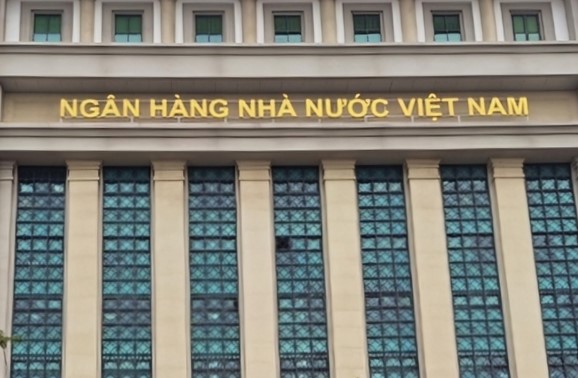 NGÂN HÀNG NHÀ NƯỚC VIỆT NAM